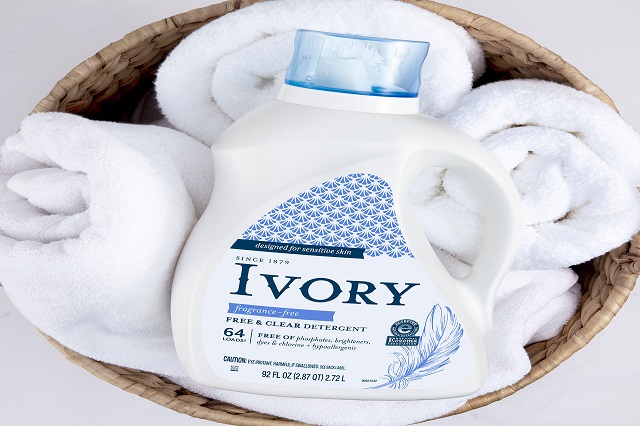 designed for sensitive skin
SINCE 1879
IVORY
fragrance-free
FREE & CLEAR DETERGENT
64
LOADS
FREE OF phosphates, brighteners,
dyes & chlorine + hypoallergenic
CAUTION: EYE IRRITANT. HARMFUL IF SWALLOWED. SEE BACK LABEL.
92 FL OZ (2.87 QT) 2.72 L